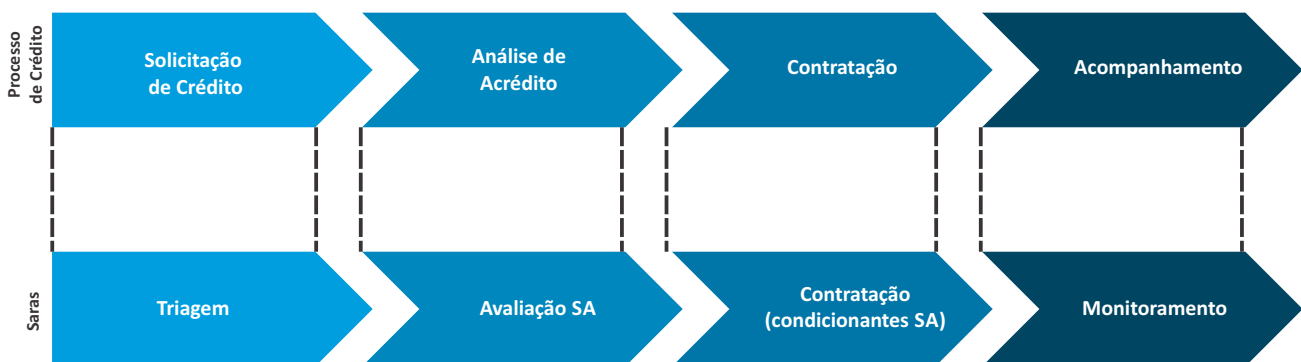 Processo
de Crédito
Solicitação
de Crédito
Análise de
Acrédito
Contratação
Acompanhamento
Saras
Triagem
Avaliação SA
Contratação
(condicionantes SA)
Monitoramento